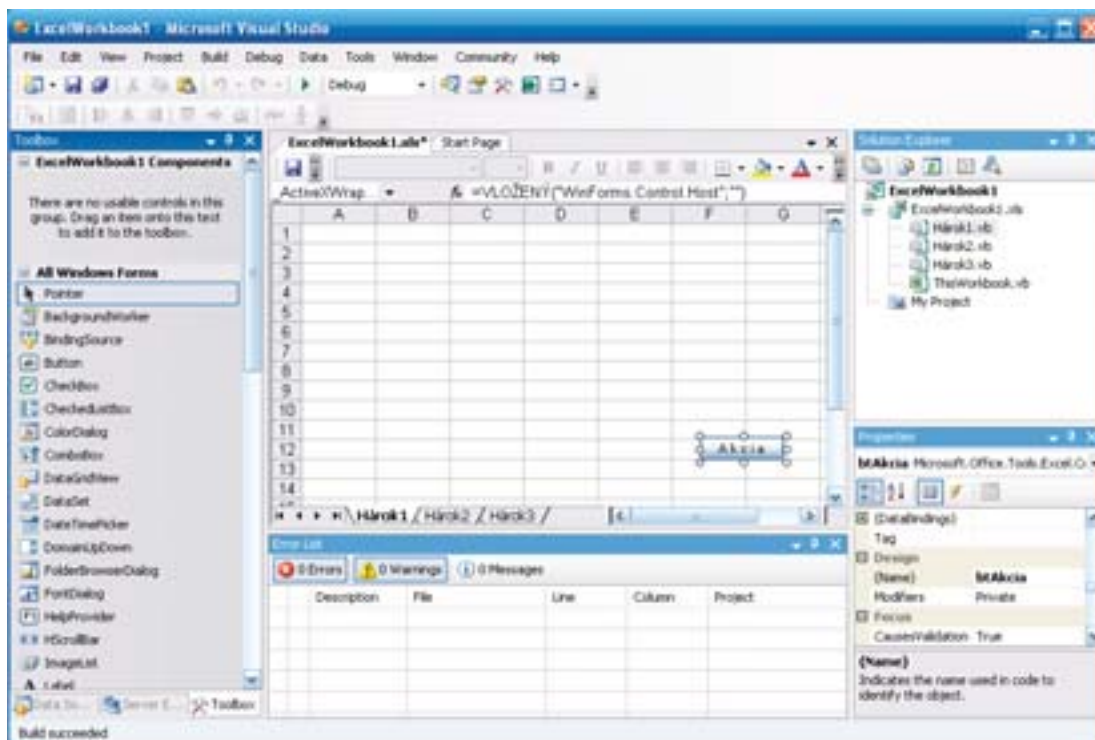 ExcelWorkbook1 - Microsoft Visual Studio
File Edit View Project Build Debug Data Tools Window Community Help
Debug
Toolbox
ExcelWorkbook1 Components
There are no usable controls in this
group. Drag an item onto this text
to add it to the toolbox.
All Windows Forms
Pointer
BackgroundWorker
BindingSource
Button
CheckBox
CheckedListBox
ColorDialog
ComboBox
DataGridView
DataSet
DateTimePicker
DomainUpDown
FolderBrowserDialog
FontDialog
HelpProvider
HScrollBar
ImageList
Label
Data So... Server E... Toolbox
ExcelWorkbook1.xls* Start Page
B I U A
ActiveXWrap fx =VLOŽENÝ("WinForms.Control.Host";"")
A B C D E F G
1
2
3
4
5
6
7
8
9
10
11
12 Akcia
13
14
Hárok1 / Hárok2 / Hárok3 /
Error List
0 Errors 0 Warnings 0 Messages
Description File Line Column Project
Solution Explorer
ExcelWorkbook1
ExcelWorkbook1.xls
Hárok1.vb
Hárok2.vb
Hárok3.vb
ThisWorkbook.vb
My Project
Properties
btAkcia Microsoft.Office.Tools.Excel.Co
(DataBindings)
Tag
Design
(Name) btAkcia
Modifiers Private
Focus
CausesValidation True
(Name)
Indicates the name used in code to
identify the object.
Build succeeded